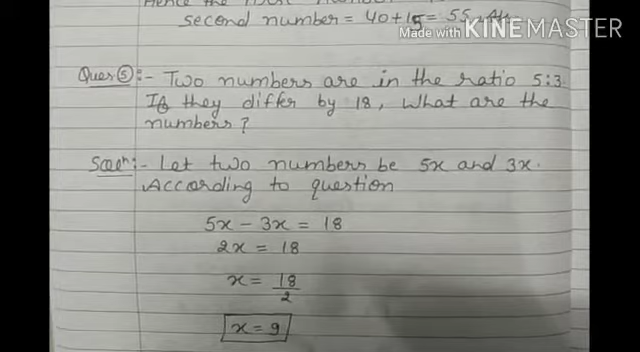 second number = 40 + 15 = 55
Made with KINEMASTER
Ques ⑤ :- Two numbers are in the ratio 5:3
If they differ by 18, what are the
numbers?
Soln :- Let two numbers be 5x and 3x.
According to question
5x - 3x = 18
2x = 18
x = 18/2
x = 9